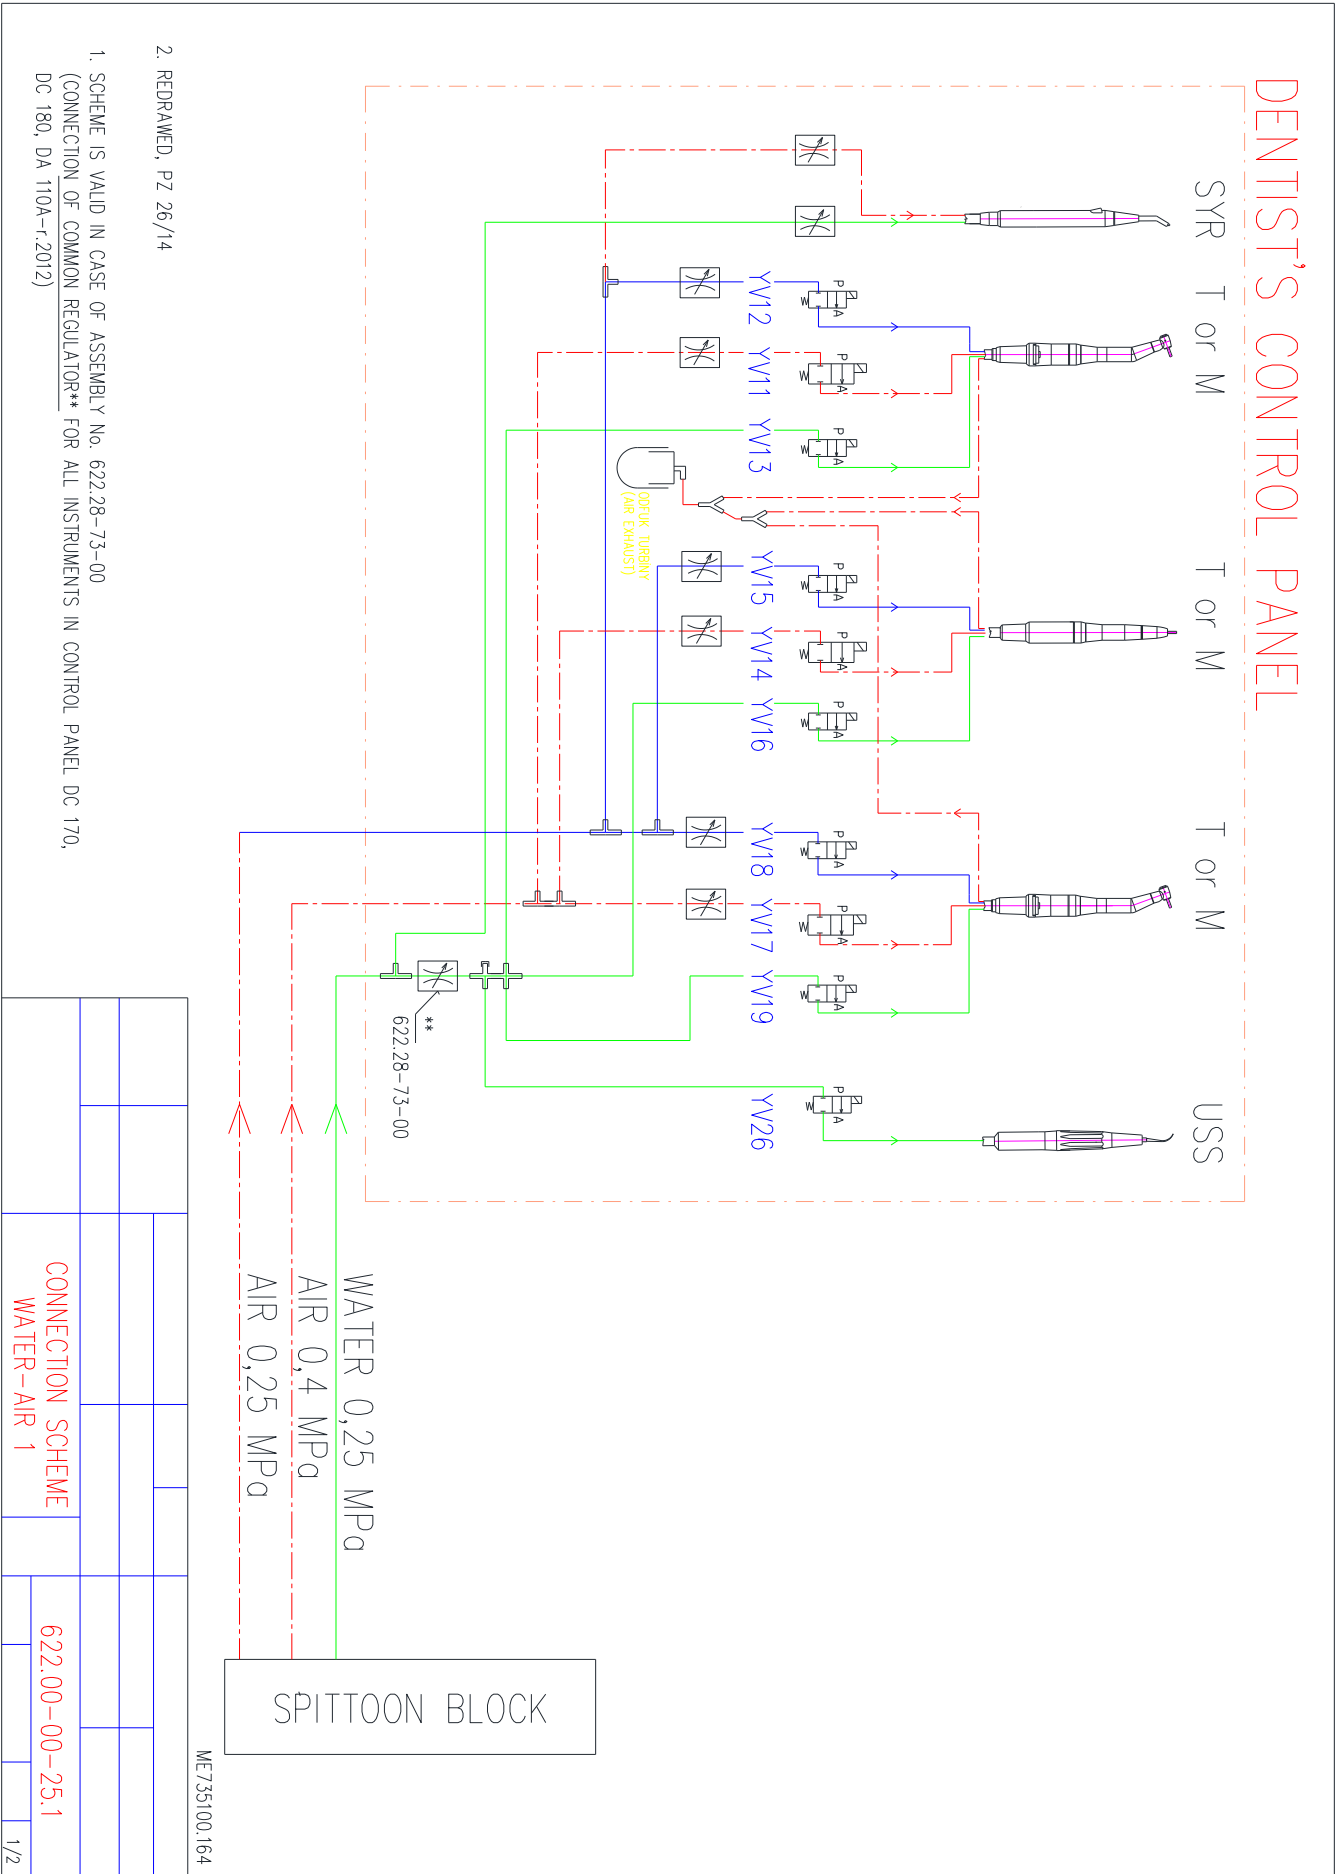 DENTIST'S CONTROL PANEL
SYR
T or M
T or M
T or M
USS
P
A
W
P
A
W
P
A
W
P
A
W
P
A
W
P
A
W
P
A
W
P
A
W
P
A
W
P
A
W
YV12
YV11
YV13
YV15
YV14
YV16
YV18
YV17
YV19
YV26
ODFUK TURBINY
(AIR EXHAUST)
**
622.28-73-00
WATER 0,25 MPa
AIR 0,4 MPa
AIR 0,25 MPa
SPITTOON BLOCK
2. REDRAWED, PZ 26/14
1. SCHEME IS VALID IN CASE OF ASSEMBLY No. 622.28-73-00
(CONNECTION OF COMMON REGULATOR** FOR ALL INSTRUMENTS IN CONTROL PANEL DC 170,
DC 180, DA 110A-r.2012)
ME735100.164
CONNECTION SCHEME
WATER-AIR 1
622.00-00-25.1
1/2